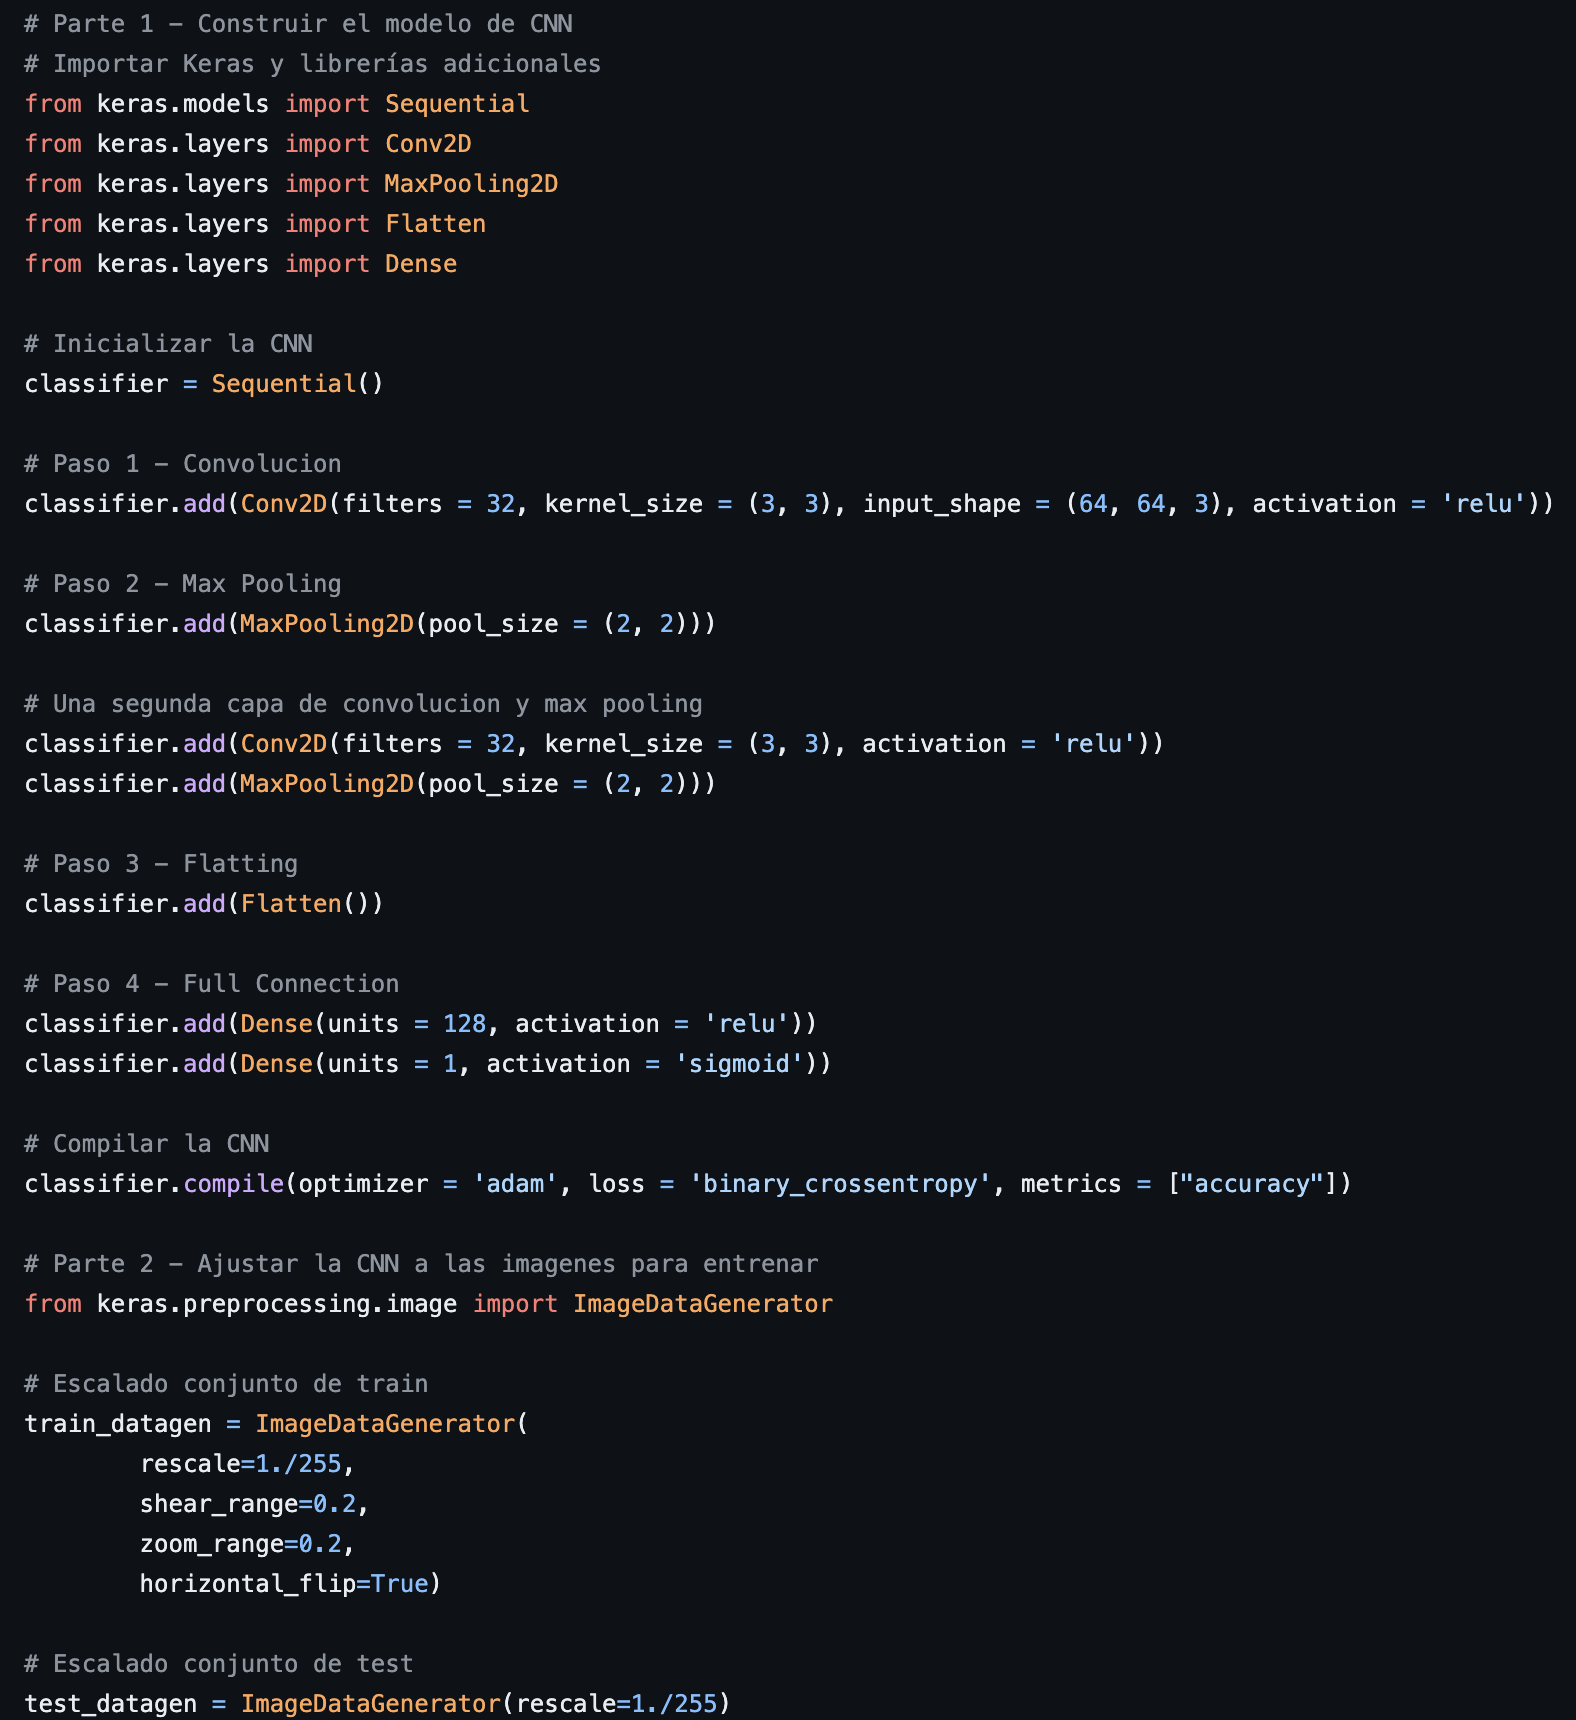 # Parte 1 - Construir el modelo de CNN
# Importar Keras y librerías adicionales
from keras.models import Sequential
from keras.layers import Conv2D
from keras.layers import MaxPooling2D
from keras.layers import Flatten
from keras.layers import Dense
# Inicializar la CNN
classifier = Sequential()
# Paso 1 - Convolucion
classifier.add(Conv2D(filters = 32, kernel_size = (3, 3), input_shape = (64, 64, 3), activation = 'relu'))
# Paso 2 - Max Pooling
classifier.add(MaxPooling2D(pool_size = (2, 2)))
# Una segunda capa de convolucion y max pooling
classifier.add(Conv2D(filters = 32, kernel_size = (3, 3), activation = 'relu'))
classifier.add(MaxPooling2D(pool_size = (2, 2)))
# Paso 3 - Flatting
classifier.add(Flatten())
# Paso 4 - Full Connection
classifier.add(Dense(units = 128, activation = 'relu'))
classifier.add(Dense(units = 1, activation = 'sigmoid'))
# Compilar la CNN
classifier.compile(optimizer = 'adam', loss = 'binary_crossentropy', metrics = ["accuracy"])
# Parte 2 - Ajustar la CNN a las imagenes para entrenar
from keras.preprocessing.image import ImageDataGenerator
# Escalado conjunto de train
train_datagen = ImageDataGenerator(
        rescale=1./255,
        shear_range=0.2,
        zoom_range=0.2,
        horizontal_flip=True)
# Escalado conjunto de test
test_datagen = ImageDataGenerator(rescale=1./255)